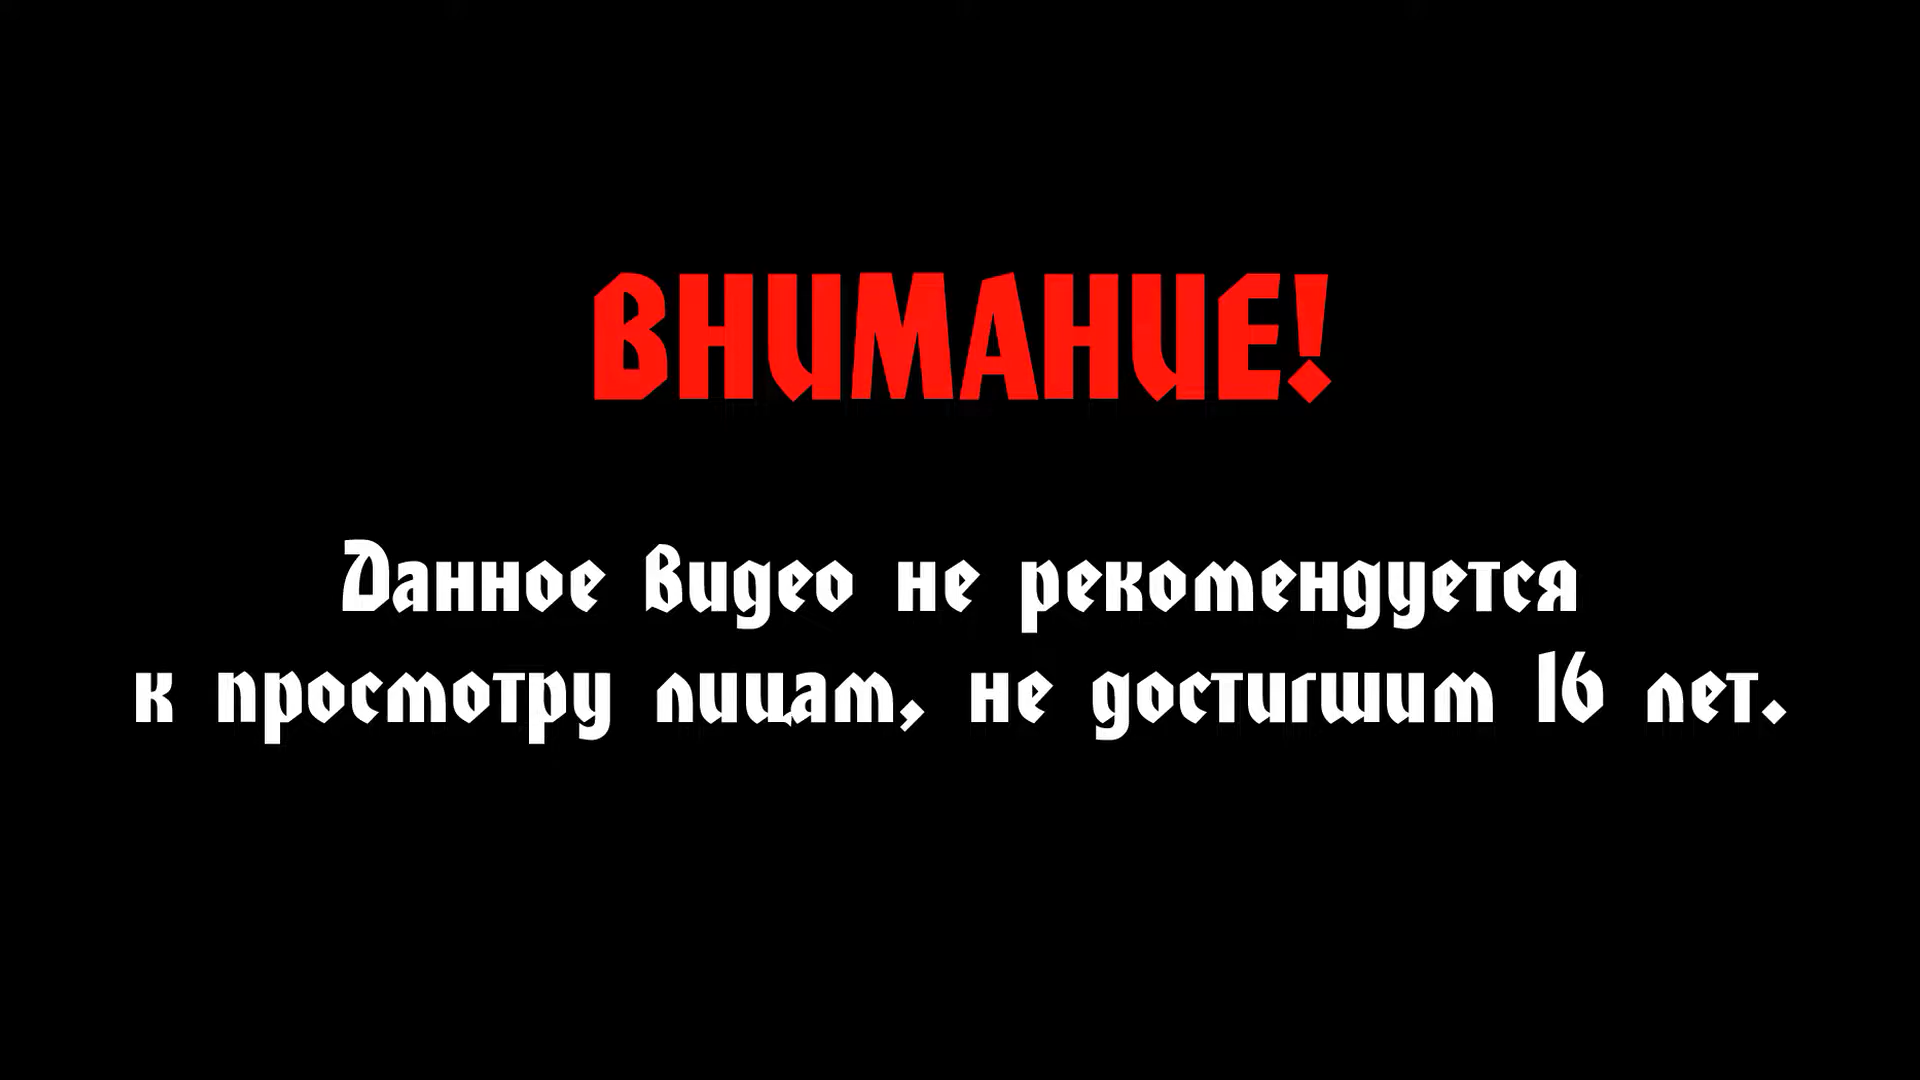 ВНИМАНИЕ!
Данное видео не рекомендуется
к просмотру лицам, не достигшим 16 лет.